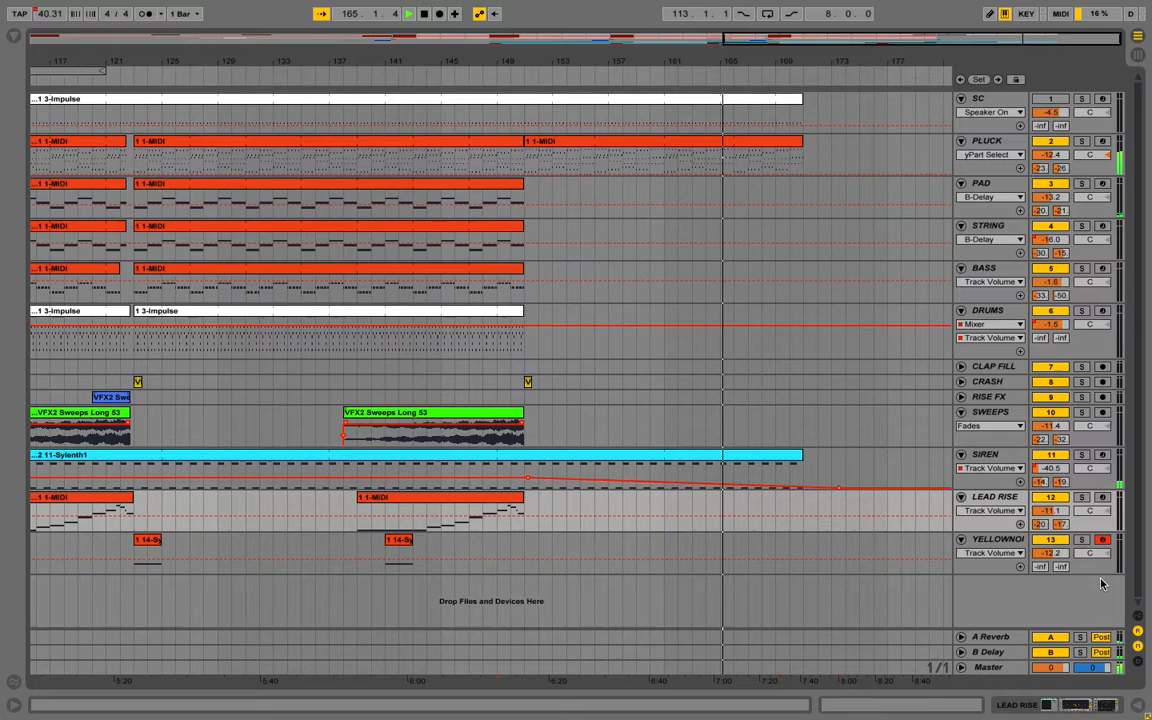 TAP 40.31 4 / 4 1 Bar 165. 1. 4 113. 1. 1 8. 0. 0 KEY MIDI 16 % D
117 121 125 129 133 137 141 145 149 153 157 161 165 169 173 177
Set
...1 3-Impulse SC 1 S
Speaker On -4.5 C
-inf -inf
...1 1-MIDI 1 1-MIDI 1 1-MIDI PLUCK 2 S
yPart Select -12.4 C
-23. -26
...1 1-MIDI 1 1-MIDI PAD 3 S
B-Delay -13.2 C
-20. -21.
...1 1-MIDI 1 1-MIDI STRING 4 S
B-Delay -16.0 C
-30. -15.
...1 1-MIDI 1 1-MIDI BASS 5 S
Track Volume -1.6 C
-33. -50.
...1 3-Impulse 1 3-Impulse DRUMS 6 S
Mixer -1.5 C
Track Volume -inf -inf
CLAP FILL 7 S
V V CRASH 8 S
VFX2 Swe RISE FX 9 S
...VFX2 Sweeps Long 53 VFX2 Sweeps Long 53 SWEEPS 10 S
Fades -11.4 C
-22. -32.
...2 11-Sylenth1 SIREN 11 S
Track Volume -40.5 C
-14. -19.
...1 1-MIDI 1 1-MIDI LEAD RISE 12 S
Track Volume -11.1 C
-20 -17
1 14-Sy 1 14-Sy YELLOWNOI 13 S
Track Volume -12.2 C
-inf -inf
Drop Files and Devices Here
A Reverb A S Post
B Delay B S Post
1/1 Master 0 0
5:20 5:40 6:00 6:20 6:40 7:00 7:20 7:40 8:00 8:20 8:40
LEAD RISE